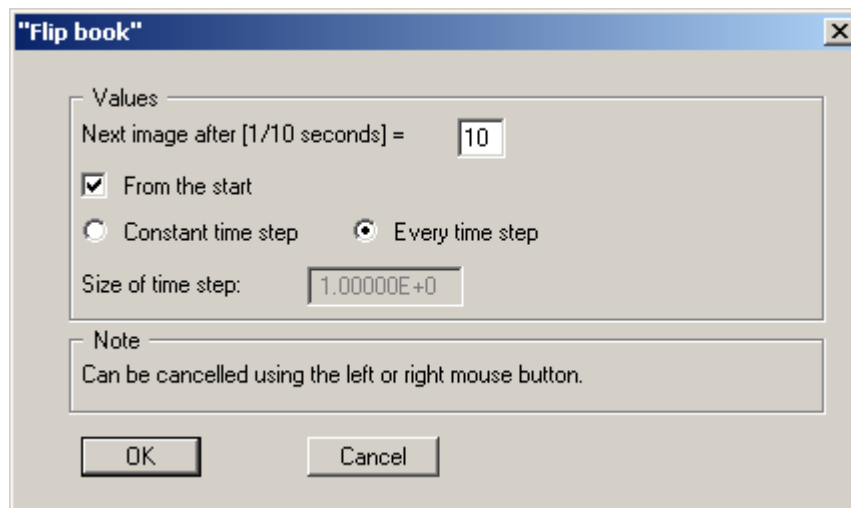 "Flip book"
Values
Next image after [1/10 seconds] = 10
From the start
Constant time step Every time step
Size of time step: 1.00000E+0
Note
Can be cancelled using the left or right mouse button.
OK Cancel